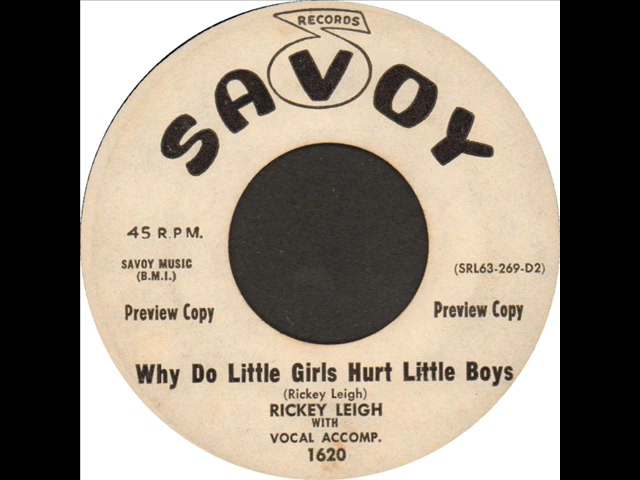 RECORDS
SAVOY
45 R.P.M.
SAVOY MUSIC
(B.M.I.)
(SRL63-269-D2)
Preview Copy
Preview Copy
Why Do Little Girls Hurt Little Boys
(Rickey Leigh)
RICKEY LEIGH
WITH
VOCAL ACCOMP.
1620